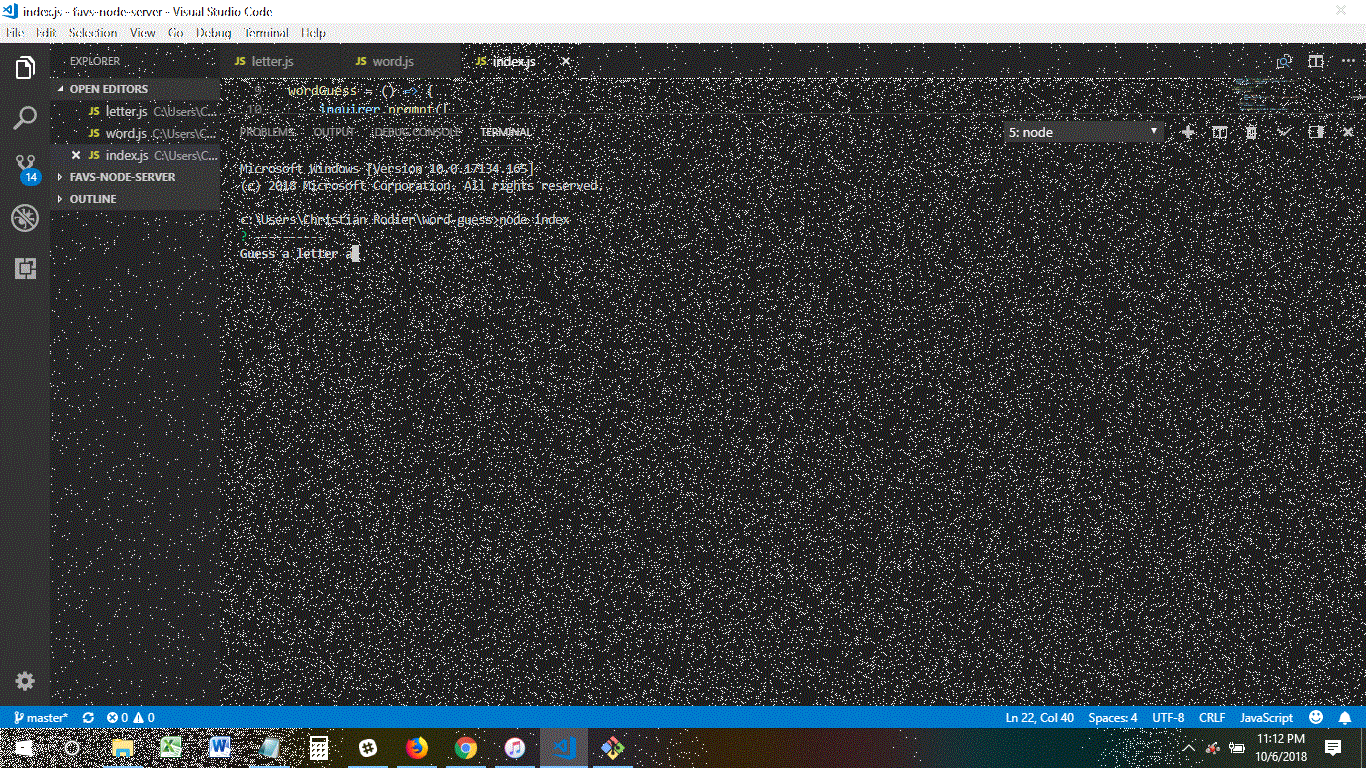 index.js - favs-node-server - Visual Studio Code
File Edit Selection View Go Debug Terminal Help
EXPLORER
JS letter.js JS word.js JS index.js
OPEN EDITORS
JS letter.js C:\Users\C...
JS word.js C:\Users\C...
JS index.js C:\Users\C...
FAVS-NODE-SERVER
OUTLINE
14
9 wordGuess = () => {
10 inquirer.prompt([
PROBLEMS OUTPUT DEBUG CONSOLE TERMINAL 5: node
Microsoft Windows [Version 10.0.17134.165]
(c) 2018 Microsoft Corporation. All rights reserved.
c:\Users\Christian Rodier\word-guess>node index
?
Guess a letter a
master* 0 0 Ln 22, Col 40 Spaces: 4 UTF-8 CRLF JavaScript
11:12 PM
10/6/2018